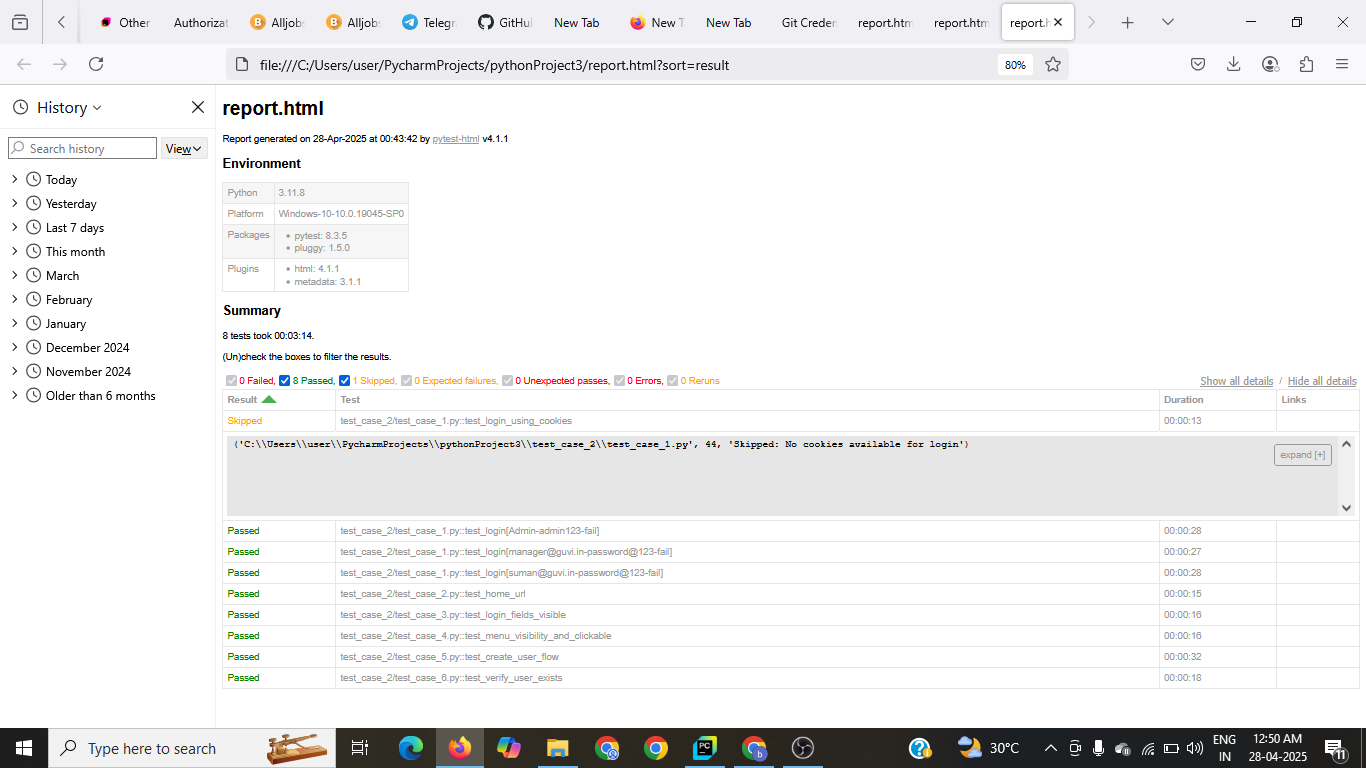 Other
Authorizat
Alljobs
Alljobs
Telegr
GitHu
New Tab
New T
New Tab
Git Creden
report.htm
report.htm
report.h
file:///C:/Users/user/PycharmProjects/pythonProject3/report.html?sort=result
80%
History
Search history
View
Today
Yesterday
Last 7 days
This month
March
February
January
December 2024
November 2024
Older than 6 months
report.html
Report generated on 28-Apr-2025 at 00:43:42 by pytest-html v4.1.1
Environment
Python 3.11.8
Platform Windows-10-10.0.19045-SP0
Packages
• pytest: 8.3.5
• pluggy: 1.5.0
Plugins
• html: 4.1.1
• metadata: 3.1.1
Summary
8 tests took 00:03:14.
(Un)check the boxes to filter the results.
0 Failed, 8 Passed, 1 Skipped, 0 Expected failures, 0 Unexpected passes, 0 Errors, 0 Reruns
Show all details / Hide all details
Result Test Duration Links
Skipped test_case_2/test_case_1.py::test_login_using_cookies 00:00:13
('C:\\Users\\user\\PycharmProjects\\pythonProject3\\test_case_2\\test_case_1.py', 44, 'Skipped: No cookies available for login')
expand [+]
Passed test_case_2/test_case_1.py::test_login[Admin-admin123-fail] 00:00:28
Passed test_case_2/test_case_1.py::test_login[manager@guvi.in-password@123-fail] 00:00:27
Passed test_case_2/test_case_1.py::test_login[suman@guvi.in-password@123-fail] 00:00:28
Passed test_case_2/test_case_2.py::test_home_url 00:00:15
Passed test_case_2/test_case_3.py::test_login_fields_visible 00:00:16
Passed test_case_2/test_case_4.py::test_menu_visibility_and_clickable 00:00:16
Passed test_case_2/test_case_5.py::test_create_user_flow 00:00:32
Passed test_case_2/test_case_6.py::test_verify_user_exists 00:00:18
Type here to search
PC
b
30°C
ENG
IN
12:50 AM
28-04-2025
11